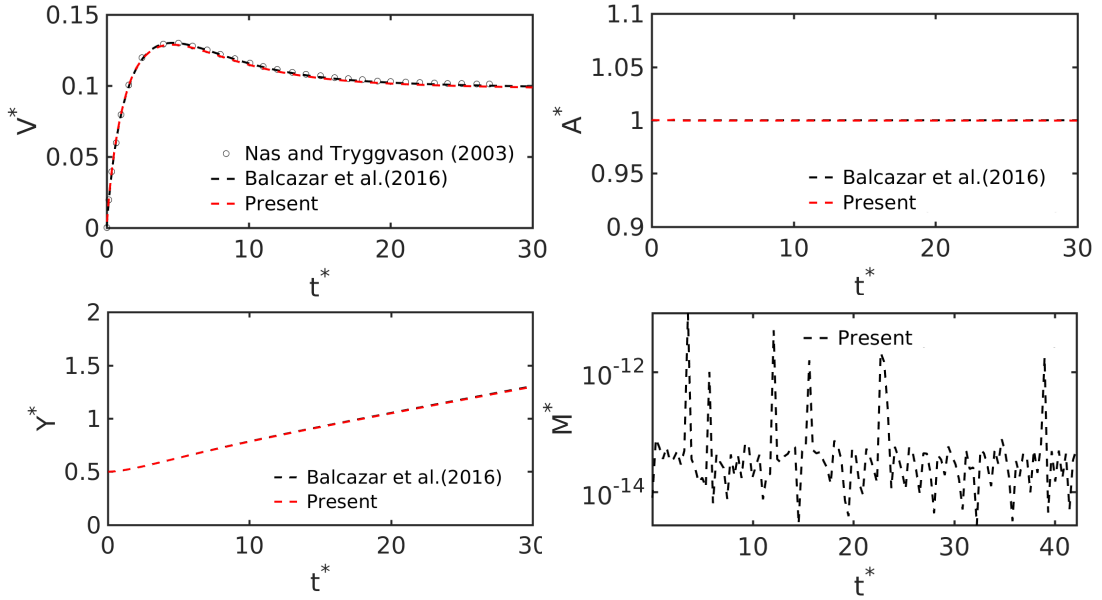 0.15
0.1
0.05
0
V*
Nas and Tryggvason (2003)
Balcazar et al.(2016)
Present
0 10 20 30
t*
1.1
1.05
1
0.95
0.9
A*
Balcazar et al.(2016)
Present
0 10 20 30
t*
2
1.5
1
0.5
0
Y*
Balcazar et al.(2016)
Present
0 10 20 30
t*
Present
10-12
10-14
M*
10 20 30 40
t*